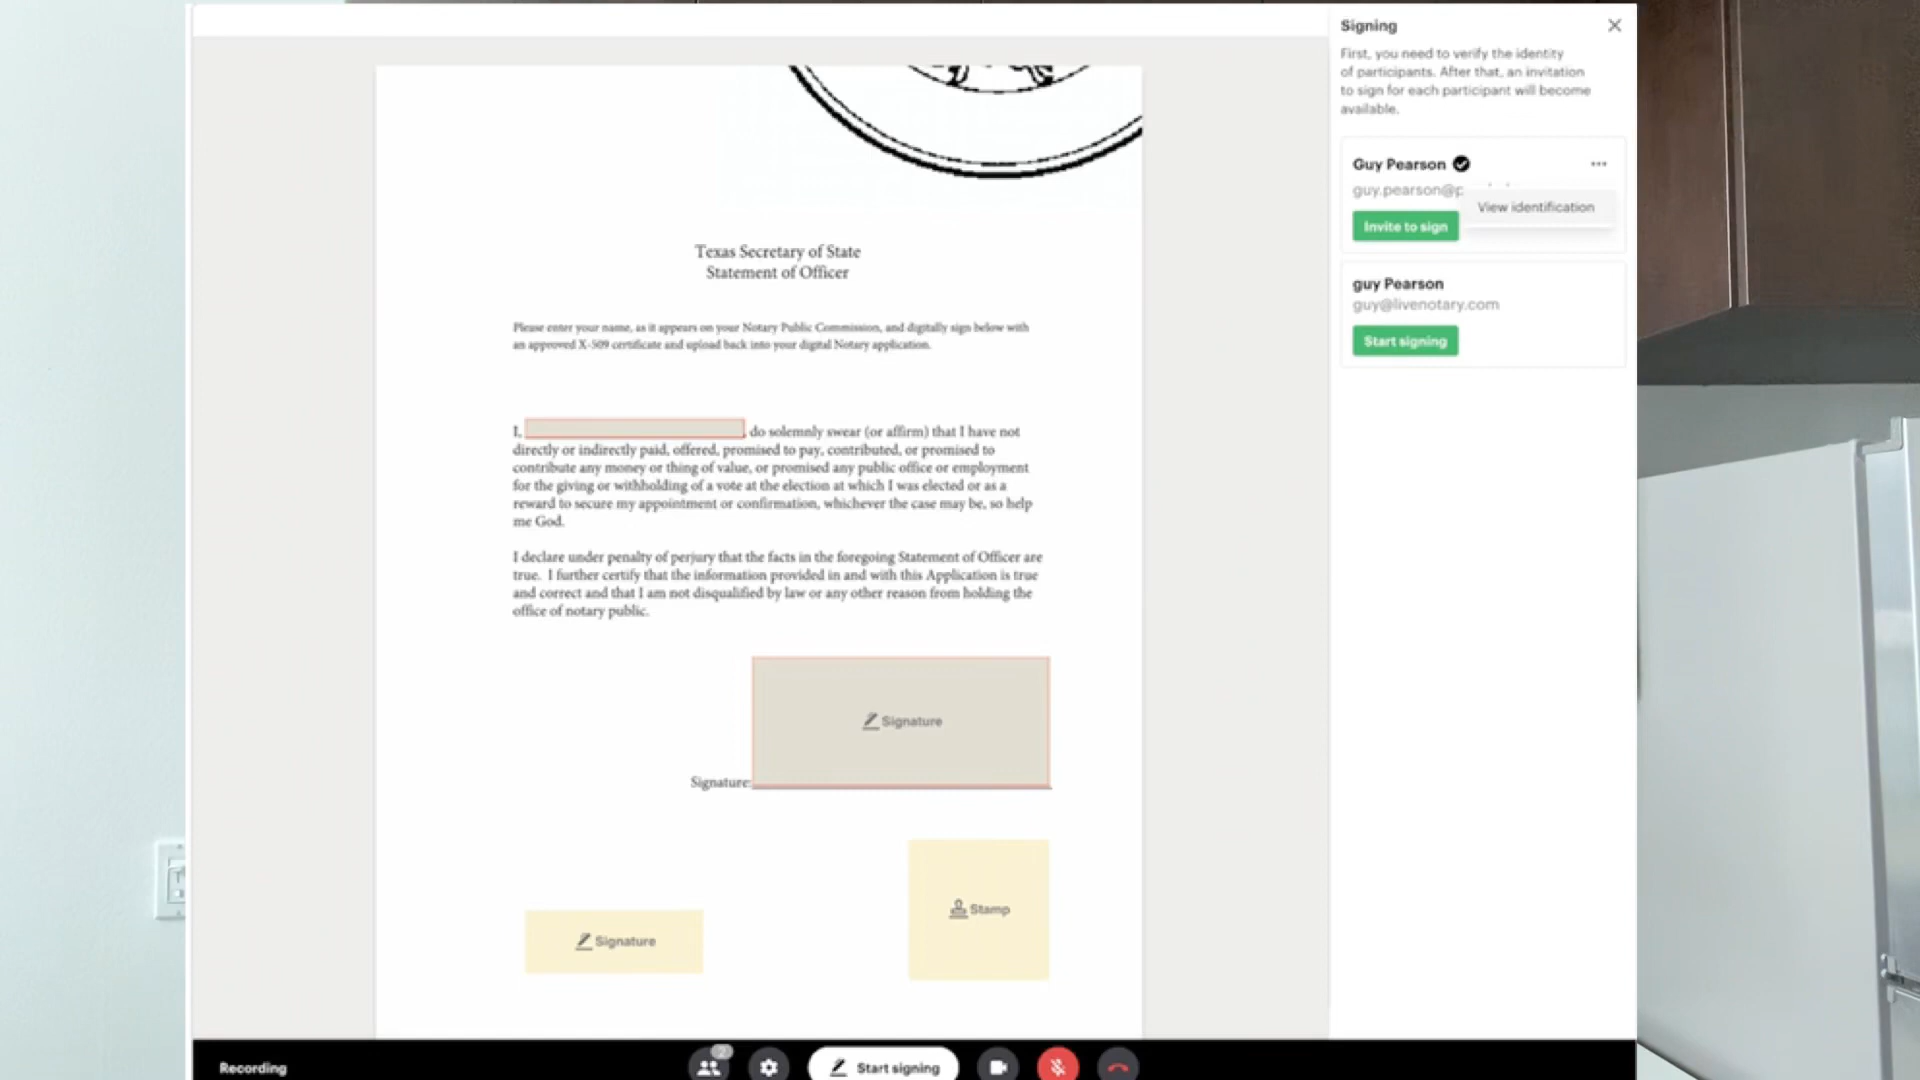 Signing
First, you need to verify the identity
of participants. After that, an invitation
to sign for each participant will become
available.
Guy Pearson
guy.pearson@p
View identification
Invite to sign
guy Pearson
guy@livenotary.com
Start signing
Texas Secretary of State
Statement of Officer
Please enter your name, as it appears on your Notary Public Commission, and digitally sign below with
an approved X-509 certificate and upload back into your digital Notary application.
I, , do solemnly swear (or affirm) that I have not
directly or indirectly paid, offered, promised to pay, contributed, or promised to
contribute any money or thing of value, or promised any public office or employment
for the giving or withholding of a vote at the election at which I was elected or as a
reward to secure my appointment or confirmation, whichever the case may be, so help
me God.
I declare under penalty of perjury that the facts in the foregoing Statement of Officer are
true. I further certify that the information provided in and with this Application is true
and correct and that I am not disqualified by law or any other reason from holding the
office of notary public.
Signature
Signature:
Stamp
Signature
Recording
2
Start signing